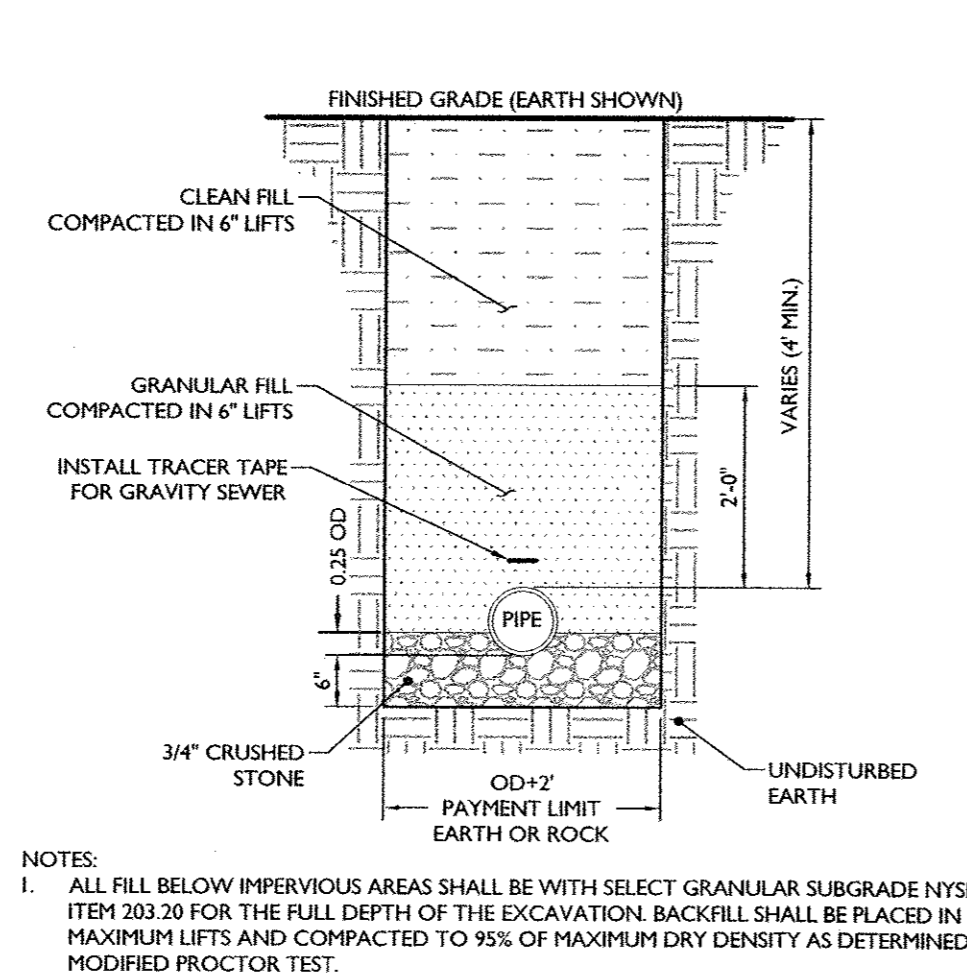 FINISHED GRADE (EARTH SHOWN)
CLEAN FILL
COMPACTED IN 6" LIFTS
VARIES (4' MIN.)
GRANULAR FILL
COMPACTED IN 6" LIFTS
2'-0"
INSTALL TRACER TAPE
FOR GRAVITY SEWER
0.25 OD
PIPE
6"
3/4" CRUSHED
STONE
OD+2'
PAYMENT LIMIT
EARTH OR ROCK
UNDISTURBED
EARTH
NOTES:
1. ALL FILL BELOW IMPERVIOUS AREAS SHALL BE WITH SELECT GRANULAR SUBGRADE
ITEM 203.20 FOR THE FULL DEPTH OF THE EXCAVATION. BACKFILL SHALL BE PLACED IN
MAXIMUM LIFTS AND COMPACTED TO 95% OF MAXIMUM DRY DENSITY AS DETERMINED
MODIFIED PROCTOR TEST.